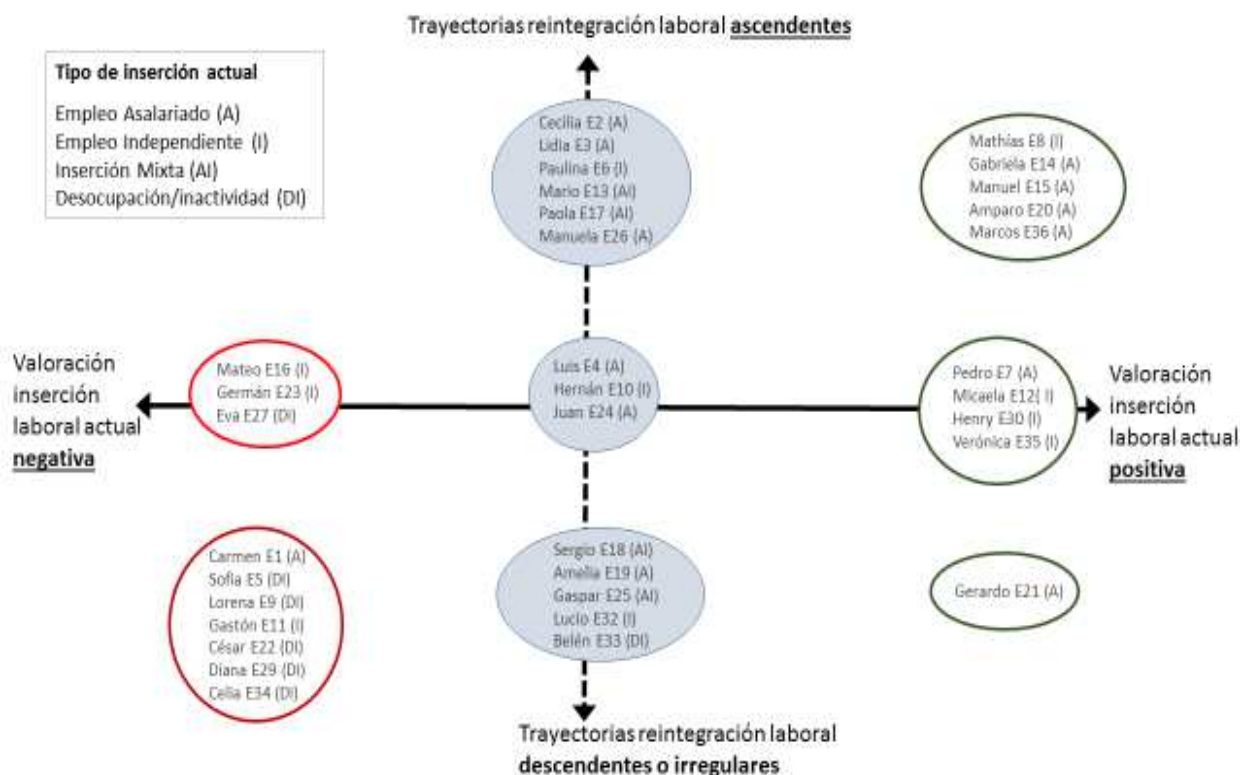 Trayectorias reintegración laboral ascendentes
Tipo de inserción actual
Empleo Asalariado (A)
Empleo Independiente (I)
Inserción Mixta (AI)
Desocupación/inactividad (DI)
Cecilia E2 (A)
Lidia E3 (A)
Paulina E6 (I)
Mario E13 (AI)
Paola E17 (AI)
Manuela E26 (A)
Mathías E8 (I)
Gabriela E14 (A)
Manuel E15 (A)
Amparo E20 (A)
Marcos E36 (A)
Valoración
inserción
laboral actual
negativa
Mateo E16 (I)
Germán E23 (I)
Eva E27 (DI)
Luis E4 (A)
Hernán E10 (I)
Juan E24 (A)
Pedro E7 (A)
Micaela E12( I)
Henry E30 (I)
Verónica E35 (I)
Valoración
inserción
laboral actual
positiva
Carmen E1 (A)
Sofia E5 (DI)
Lorena E9 (DI)
Gastón E11 (I)
César E22 (DI)
Diana E29 (DI)
Celia E34 (DI)
Sergio E18 (AI)
Amelia E19 (A)
Gaspar E25 (AI)
Lucio E32 (I)
Belén E33 (DI)
Gerardo E21 (A)
Trayectorias reintegración laboral
descendentes o irregulares